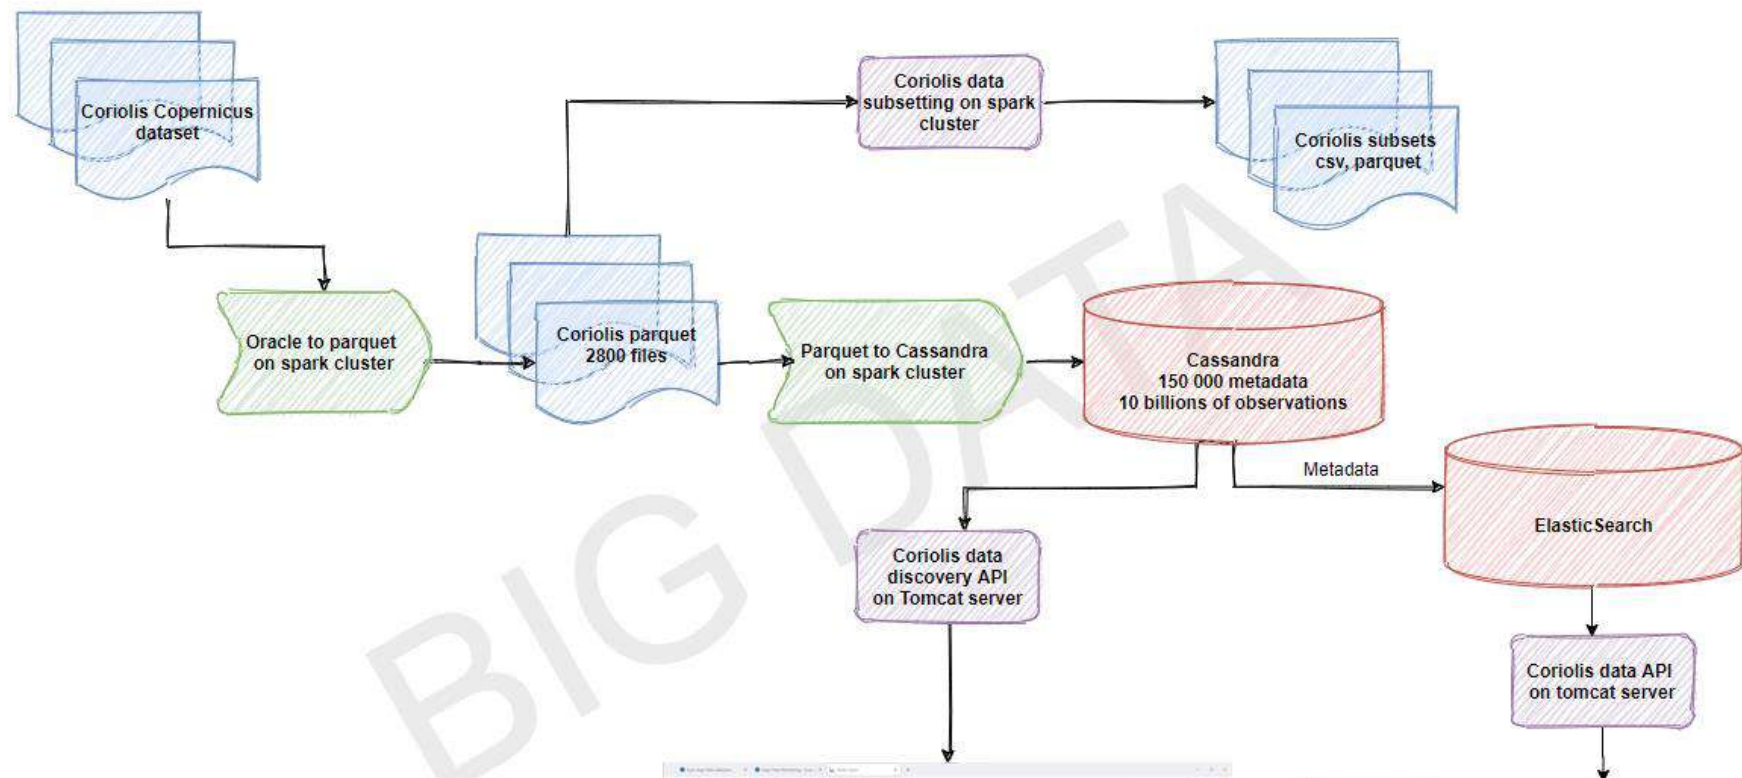 Coriolis Copernicus
dataset
Coriolis data
subsetting on spark
cluster
Coriolis subsets
csv, parquet
Oracle to parquet
on spark cluster
Coriolis parquet
2800 files
Parquet to Cassandra
on spark cluster
Cassandra
150 000 metadata
10 billions of observations
Metadata
ElasticSearch
Coriolis data
discovery API
on Tomcat server
Coriolis data API
on tomcat server
BIG DATA